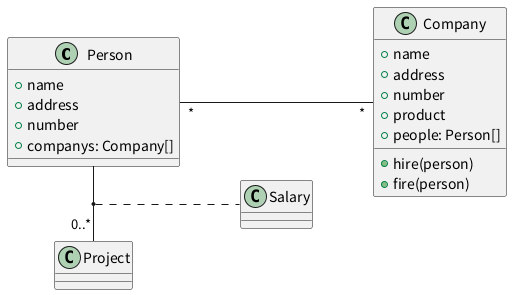 C Person
name
address
number
companys: Company[]
C Company
name
address
number
product
people: Person[]
hire(person)
fire(person)
*
*
C Salary
0..*
C Project